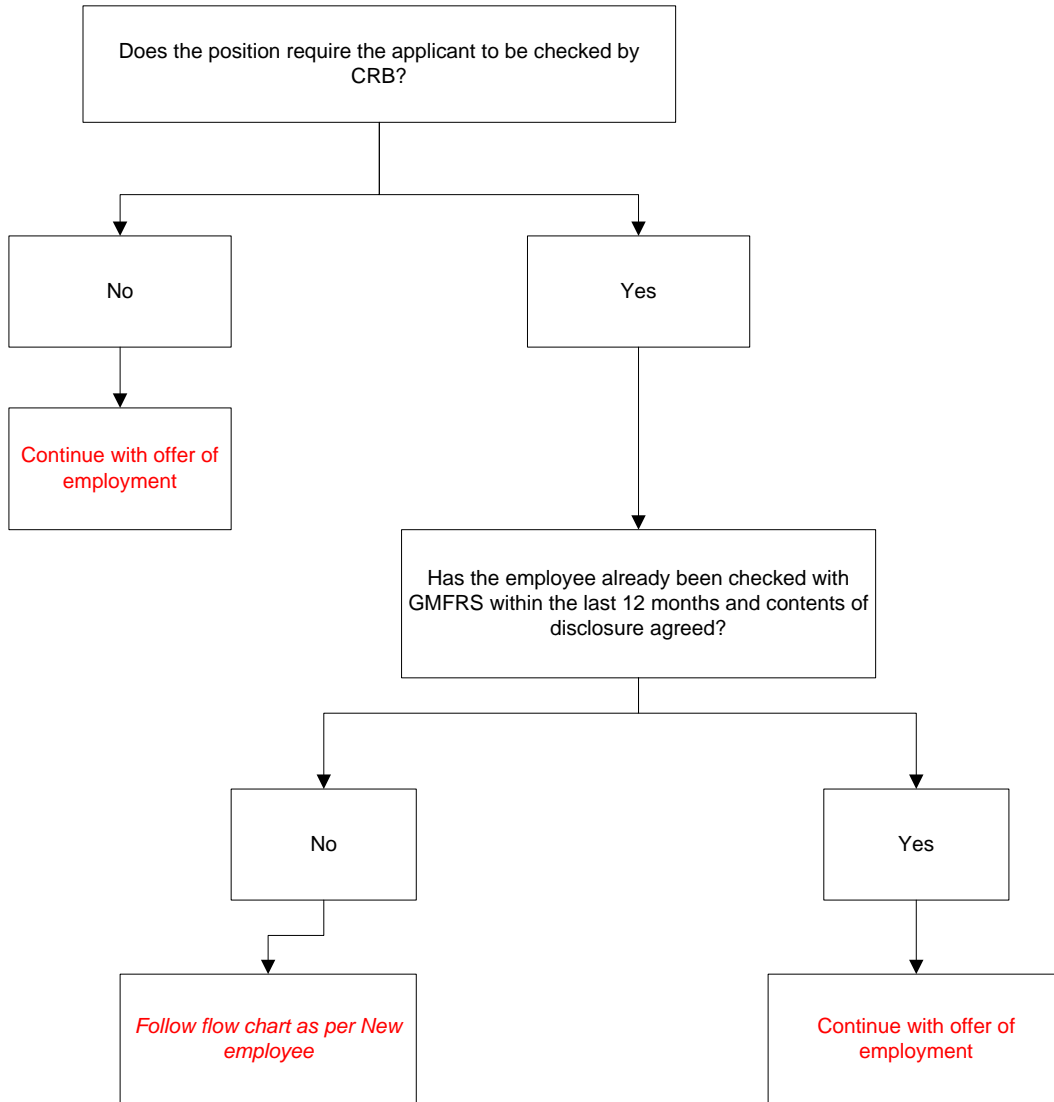 Does the position require the applicant to be checked by
CRB?
No
Yes
Continue with offer of
employment
Has the employee already been checked with
GMFRS within the last 12 months and contents of
disclosure agreed?
No
Yes
Follow flow chart as per New
employee
Continue with offer of
employment